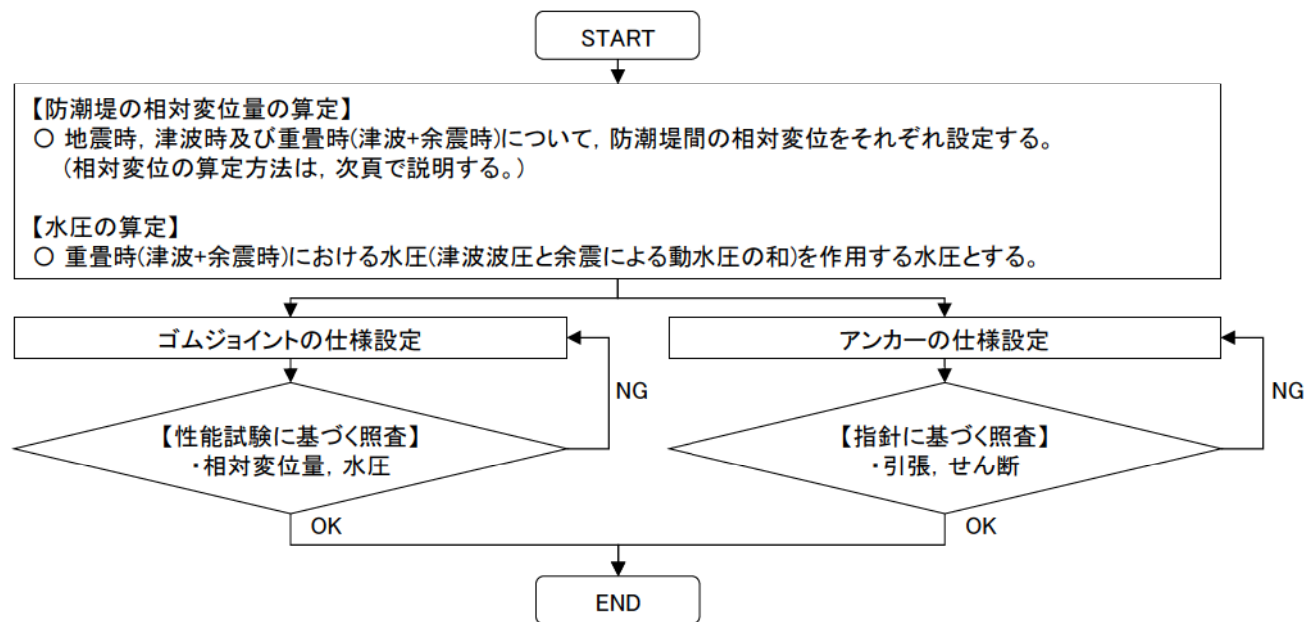 START
【防潮堤の相対変位量の算定】
○ 地震時, 津波時及び重畳時(津波+余震時)について, 防潮堤間の相対変位をそれぞれ設定する。
(相対変位の算定方法は, 次頁で説明する。)
【水圧の算定】
○ 重畳時(津波+余震時)における水圧(津波波圧と余震による動水圧の和)を作用する水圧とする。
ゴムジョイントの仕様設定
アンカーの仕様設定
NG
NG
【性能試験に基づく照査】
・相対変位量, 水圧
【指針に基づく照査】
・引張, せん断
OK
OK
END